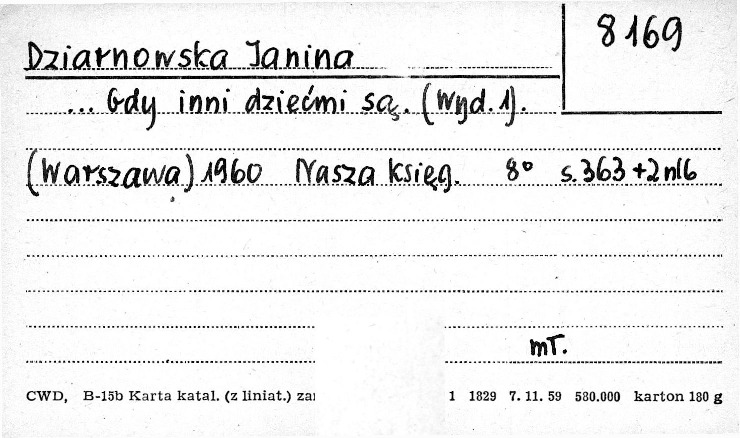 8169
Dziarnowska Janina
... Gdy inni dziećmi są. (Wyd. 1).
(Warszawa) 1960 Nasza księg. 8° s. 363 + 2 nlb
mT.
CWD, B-15b Karta katal. (z liniat.) zai 1 1829 7. 11. 59 580.000 karton 180 g